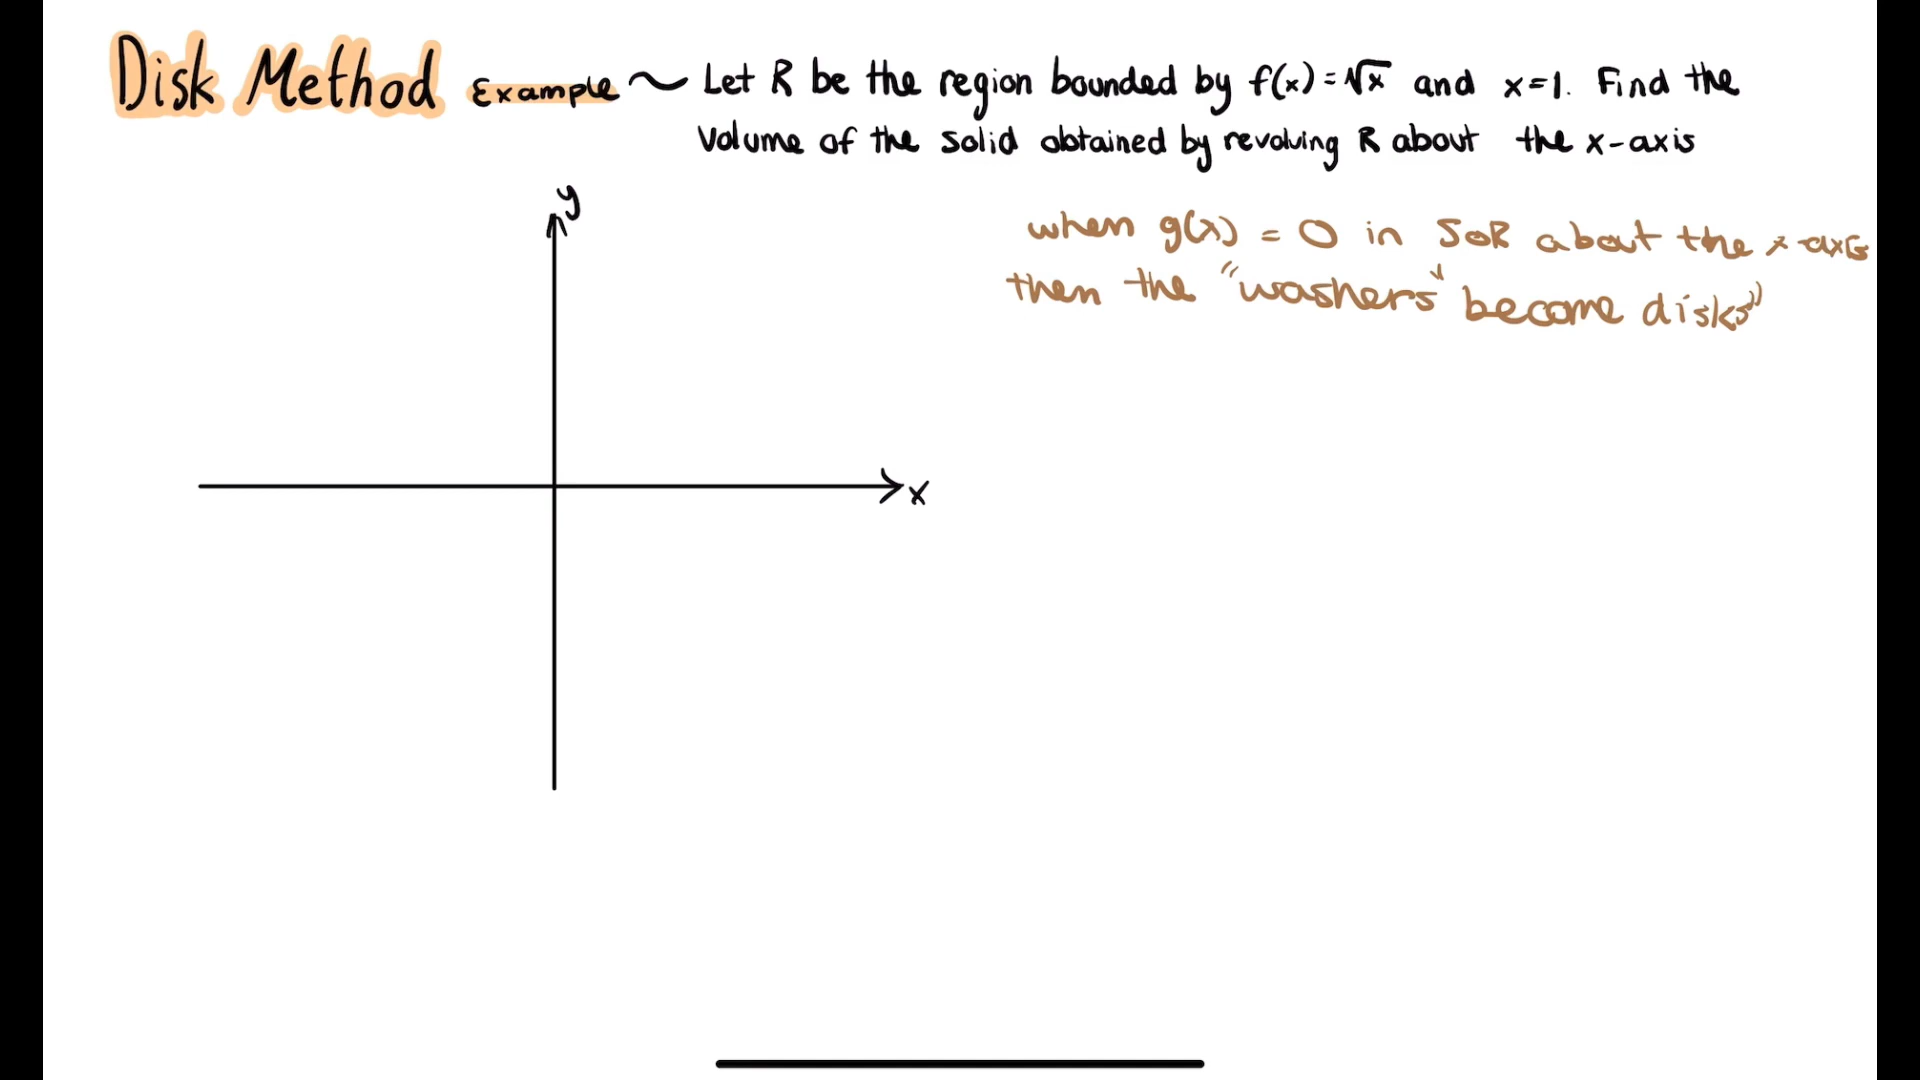 Disk Method Example ~ Let R be the region bounded by f(x) = √x and x=1. Find the
volume of the solid obtained by revolving R about the x-axis
y
when g(x) = 0 in SOR about the x-axis
then the "washers" become disks"
x